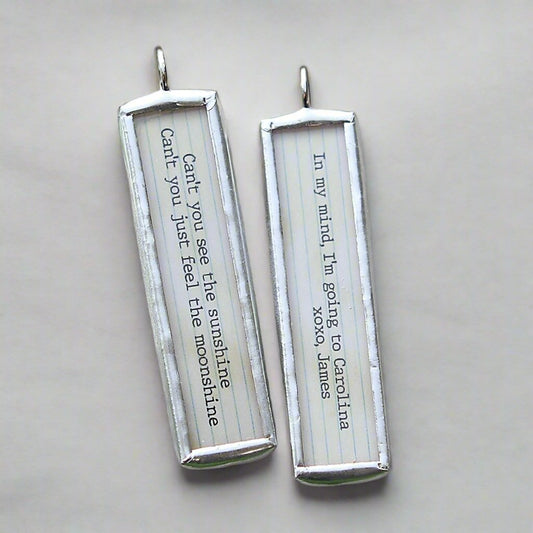 Can't you see the sunshine
Can't you just feel the moonshine
In my mind, I'm going to Carolina
xoxo, James